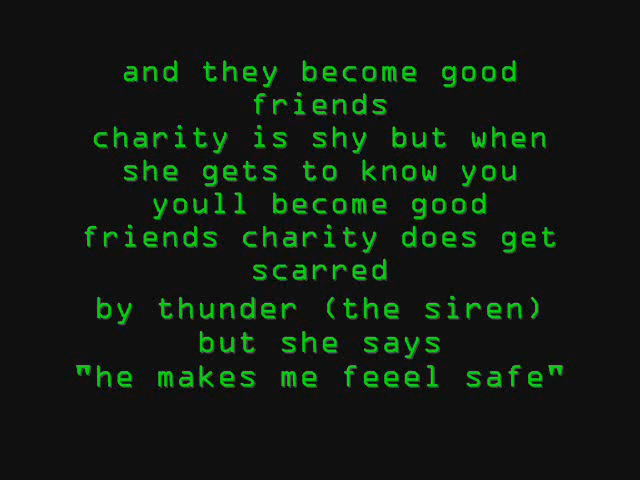 and they become good
friends
charity is shy but when
she gets to know you
youll become good
friends charity does get
scarred
by thunder (the siren)
but she says
"he makes me feeel safe"